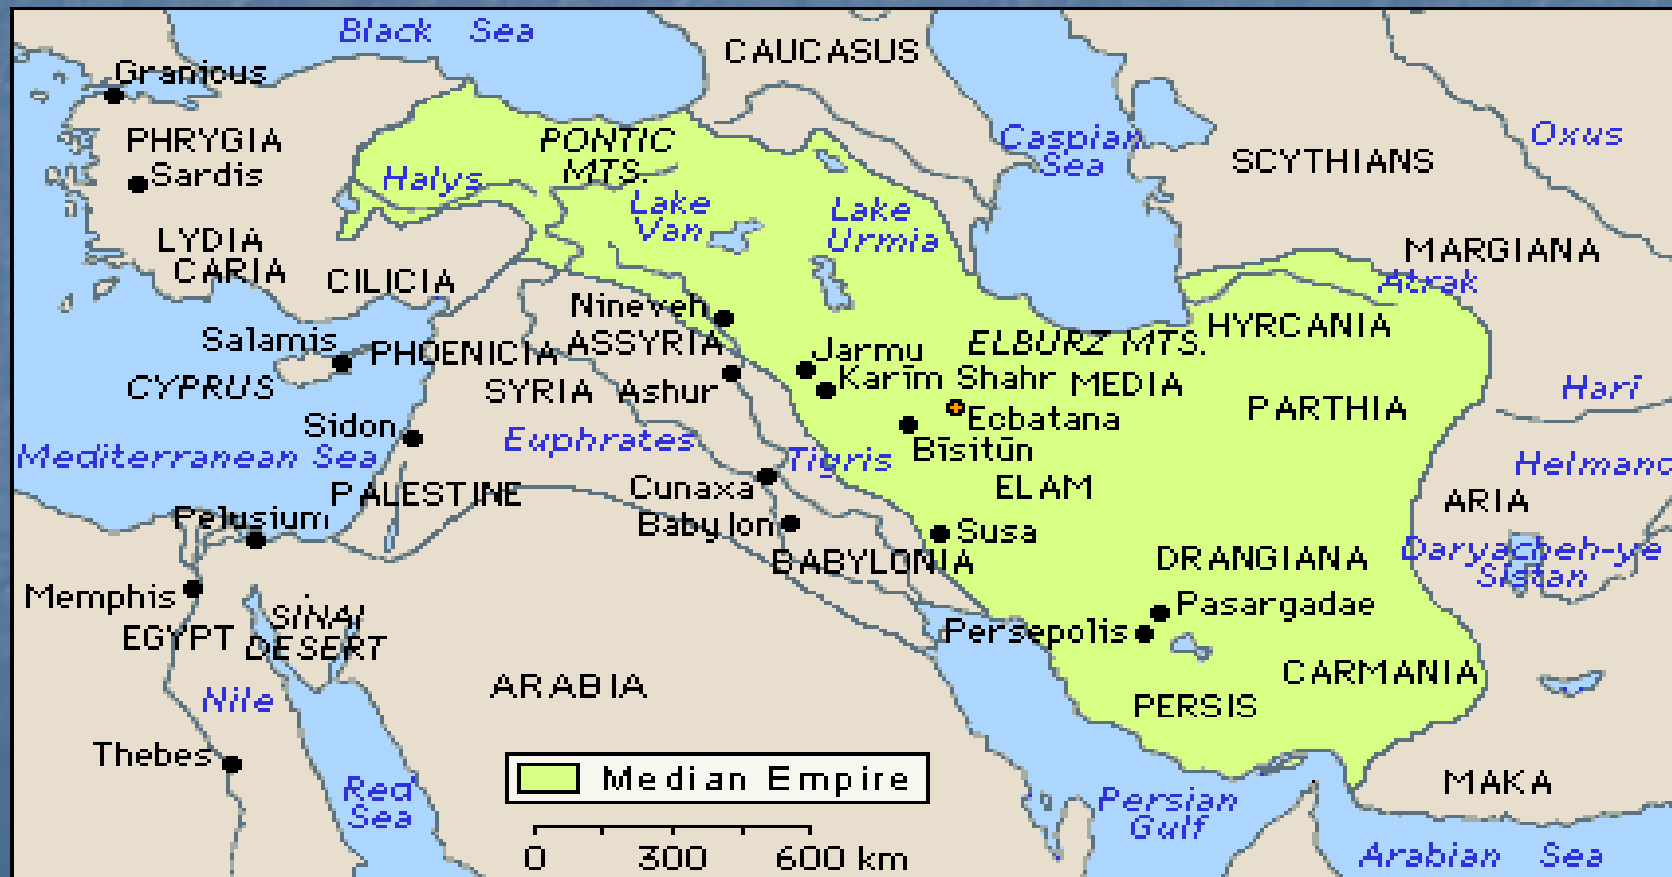 Black Sea
CAUCASUS
Granicus
PHRYGIA
PONTIC
MTS.
Caspian
Sea
Oxus
SCYTHIANS
Sardis
Halys
Lake
Van
Lake
Urmia
LYDIA
CARIA
CILICIA
MARGIANA
Atrak
Nineveh
HYRCANIA
Salamis
PHOENICIA
ASSYRIA
ELBURZ MTS.
Jarmu
CYPRUS
SYRIA
Ashur
Karīm Shahr
MEDIA
Hari
PARTHIA
Ecbatana
Sidon
Euphrates
Bīsitūn
Mediterranean Sea
Tigris
Helmand
PALESTINE
Cunaxa
ELAM
ARIA
Pelusium
Babylon
Susa
BABYLONIA
DRANGIANA
Daryacheh-ye
Sistan
Memphis
SINAI
DESERT
EGYPT
Pasargadae
Persepolis
CARMANIA
ARABIA
Nile
PERSIS
Thebes
Median Empire
MAKA
Red
Sea
Persian
Gulf
0 300 600 km
Arabian Sea